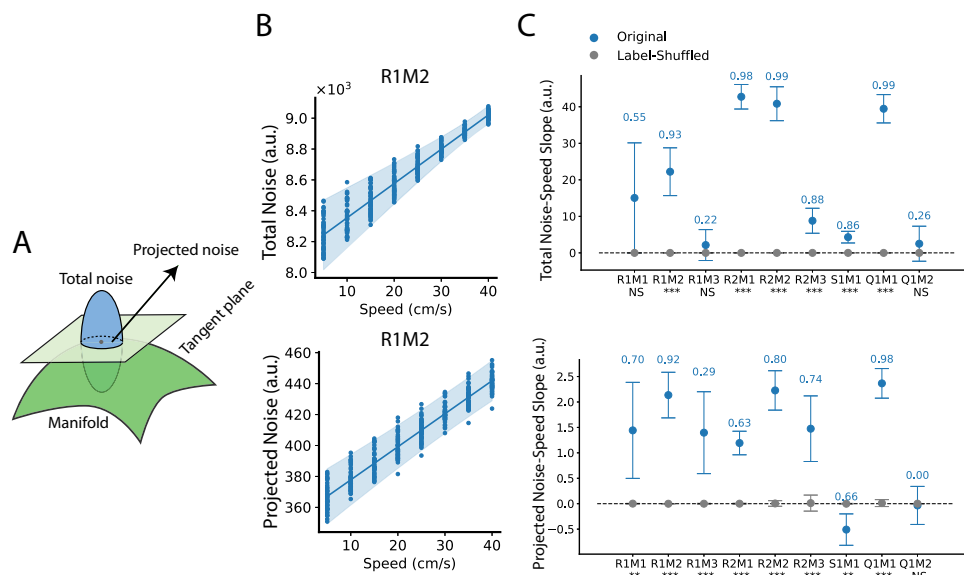 A
Total noise
Projected noise
Tangent plane
Manifold
B
R1M2
×10³
Total Noise (a.u.)
9.0
8.8
8.6
8.4
8.2
8.0
10 20 30 40
Speed (cm/s)
R1M2
Projected Noise (a.u.)
460
440
420
400
380
360
10 20 30 40
Speed (cm/s)
C
Original
Label-Shuffled
Total Noise-Speed Slope (a.u.)
40
30
20
10
0
0.55 0.93 0.22 0.98 0.99 0.88 0.86 0.99 0.26
R1M1 R1M2 R1M3 R2M1 R2M2 R2M3 S1M1 Q1M1 Q1M2
NS *** NS *** *** *** *** *** NS
Projected Noise-Speed Slope (a.u.)
2.5
2.0
1.5
1.0
0.5
0.0
−0.5
0.70 0.92 0.29 0.63 0.80 0.74 0.66 0.98 0.00
R1M1 R1M2 R1M3 R2M1 R2M2 R2M3 S1M1 Q1M1 Q1M2
** *** *** *** *** *** ** *** NS